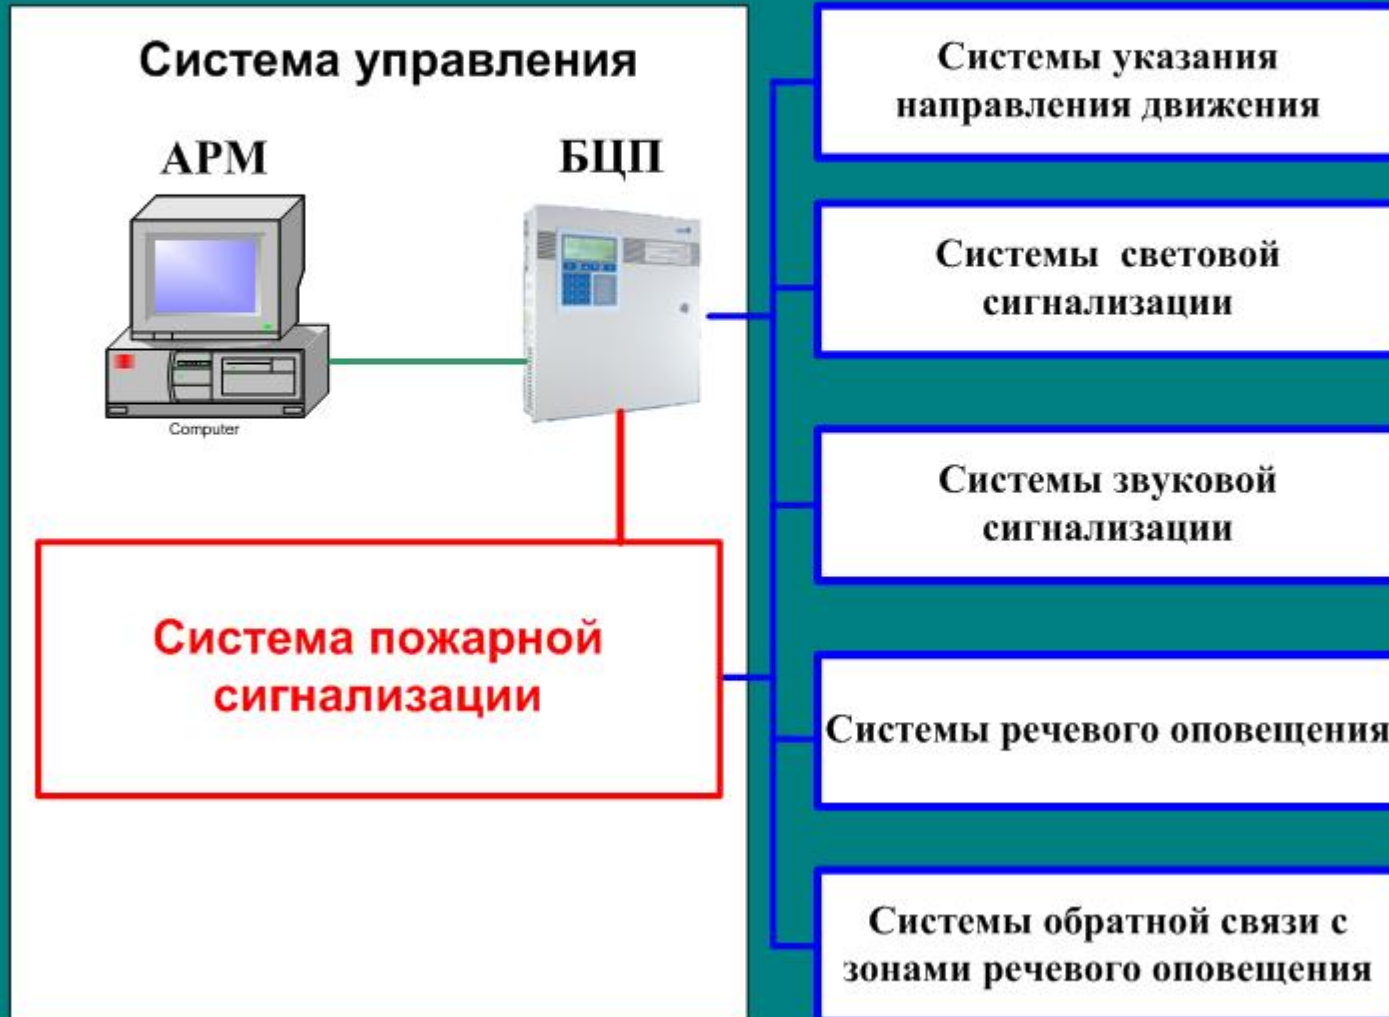 Система управления
АРМ
БЦП
Computer
Система пожарной
сигнализации
Системы указания
направления движения
Системы световой
сигнализации
Системы звуковой
сигнализации
Системы речевого оповещения
Системы обратной связи с
зонами речевого оповещения